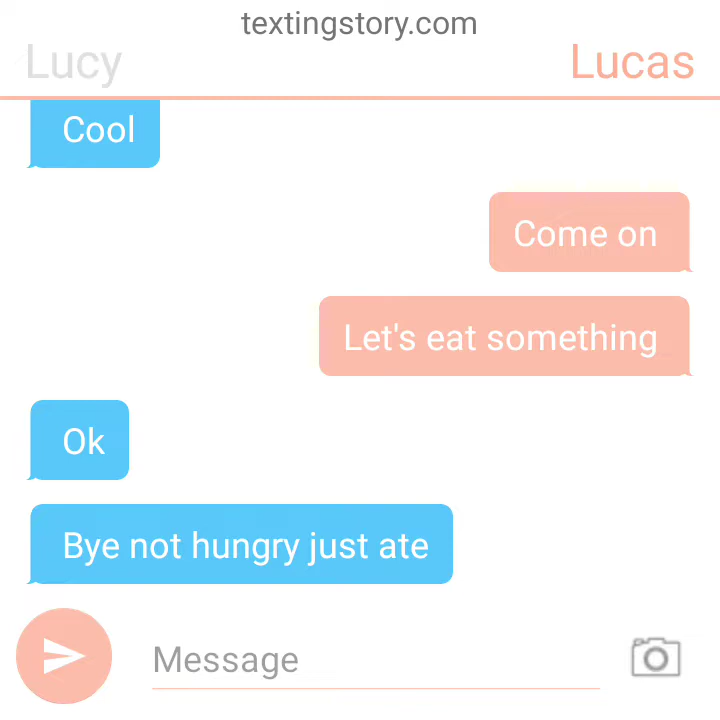 textingstory.com
Lucy
Lucas
Cool
Come on
Let's eat something
Ok
Bye not hungry just ate
Message